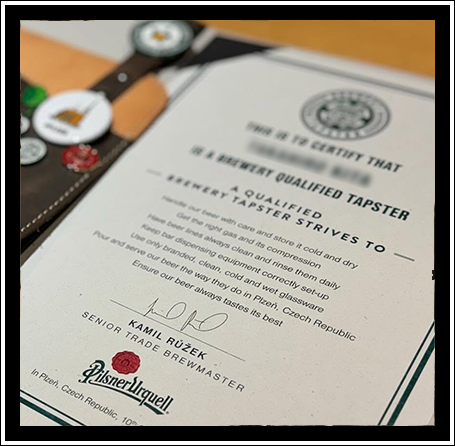 THIS IS TO CERTIFY THAT
IS A BREWERY QUALIFIED TAPSTER
A QUALIFIED
BREWERY TAPSTER STRIVES TO
Handle our beer with care and store it cold and dry
Get the right gas and its compression
Have beer lines always clean and rinse them daily
Keep bar dispensing equipment correctly set-up
Use only branded, clean, cold and wet glassware
Pour and serve our beer the way they do in Plzeň, Czech Republic
Ensure our beer always tastes its best
KAMIL RŮŽEK
SENIOR TRADE BREWMASTER
Pilsner Urquell
In Plzeň, Czech Republic, 10th